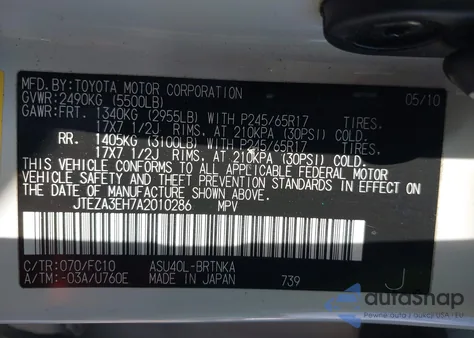 MFD. BY: TOYOTA MOTOR CORPORATION 05/10
GVWR: 2490KG (5500LB)
GAWR: FRT. 1340KG (2955LB) WITH P245/65R17 TIRES.
17X7 1/2J RIMS. AT 210KPA (30PSI) COLD.
RR. 1405KG (3100LB) WITH P245/65R17 TIRES.
17X7 1/2J RIMS. AT 210KPA (30PSI) COLD.
THIS VEHICLE CONFORMS TO ALL APPLICABLE FEDERAL MOTOR
VEHICLE SAFETY AND THEFT PREVENTION STANDARDS IN EFFECT
ON THE DATE OF MANUFACTURE SHOWN ABOVE.
JTEZA3EH7A2010286 MPV
C/TR: 070/FC10 ASU40L-BRTNKA J
A/TM: -03A/U760E MADE IN JAPAN 739
autoAshop